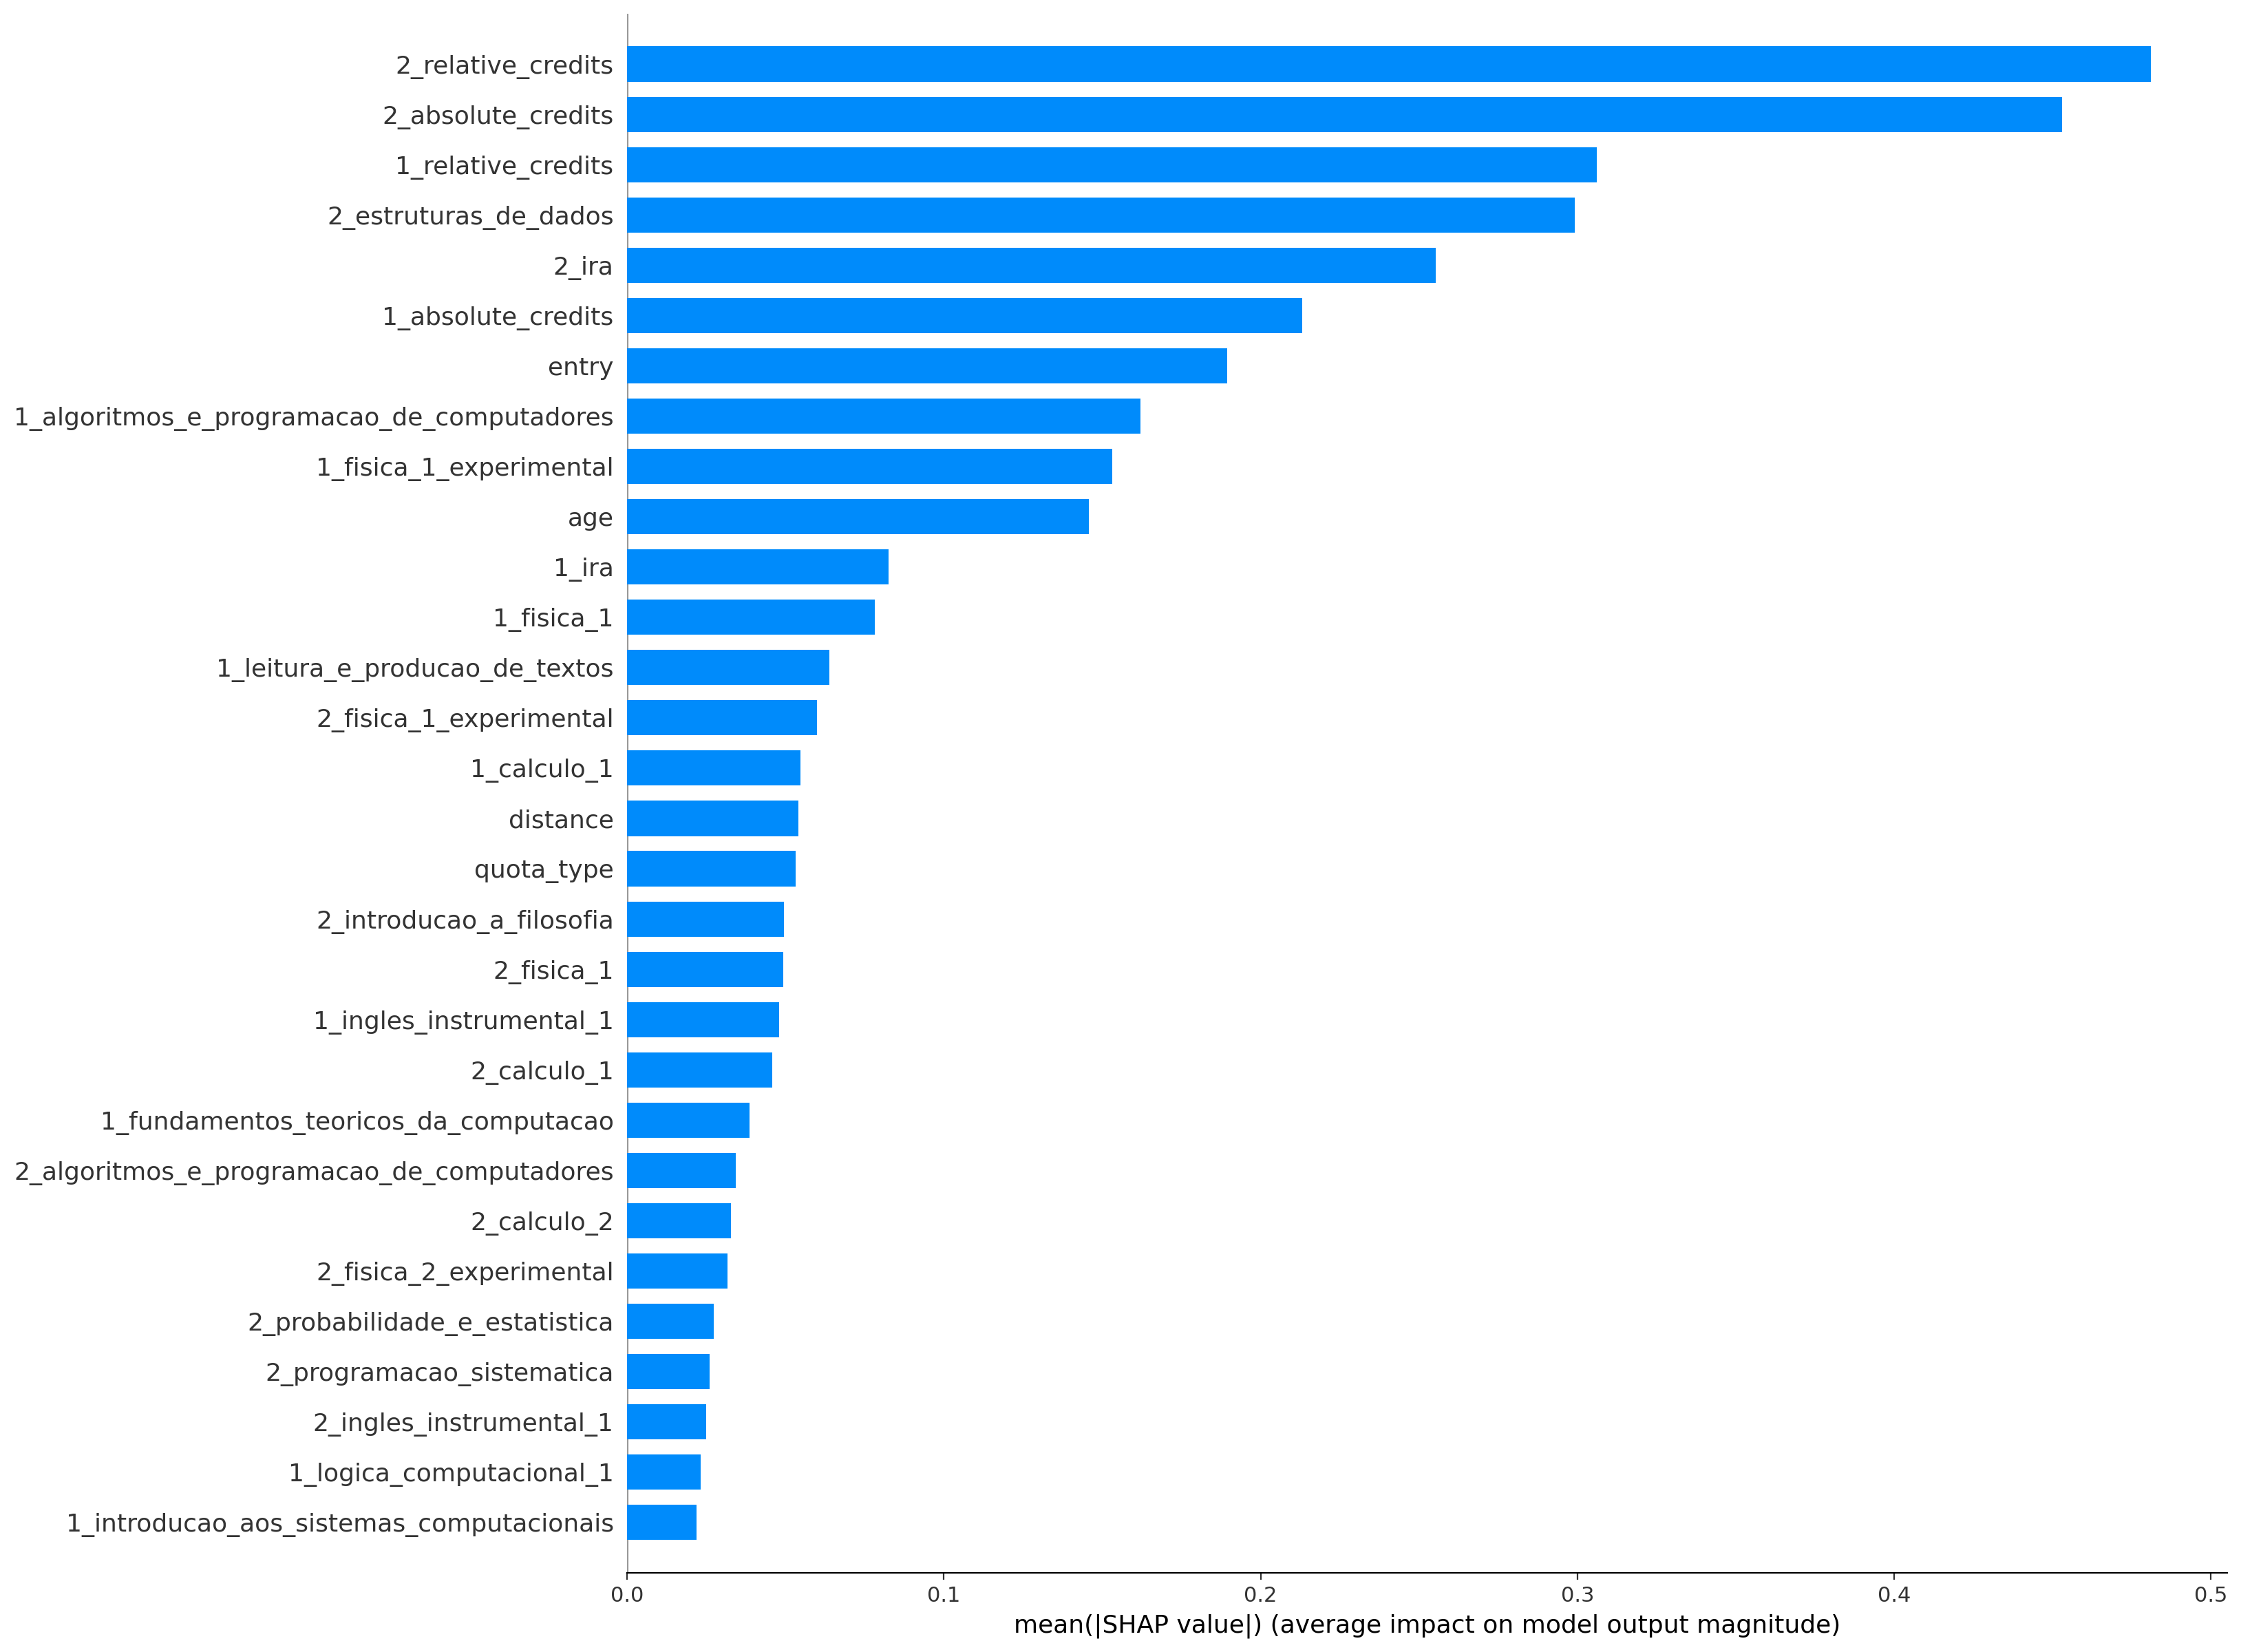 2_relative_credits
2_absolute_credits
1_relative_credits
2_estruturas_de_dados
2_ira
1_absolute_credits
entry
1_algoritmos_e_programacao_de_computadores
1_fisica_1_experimental
age
1_ira
1_fisica_1
1_leitura_e_producao_de_textos
2_fisica_1_experimental
1_calculo_1
distance
quota_type
2_introducao_a_filosofia
2_fisica_1
1_ingles_instrumental_1
2_calculo_1
1_fundamentos_teoricos_da_computacao
2_algoritmos_e_programacao_de_computadores
2_calculo_2
2_fisica_2_experimental
2_probabilidade_e_estatistica
2_programacao_sistematica
2_ingles_instrumental_1
1_logica_computacional_1
1_introducao_aos_sistemas_computacionais
0.0 0.1 0.2 0.3 0.4 0.5
mean(|SHAP value|) (average impact on model output magnitude)